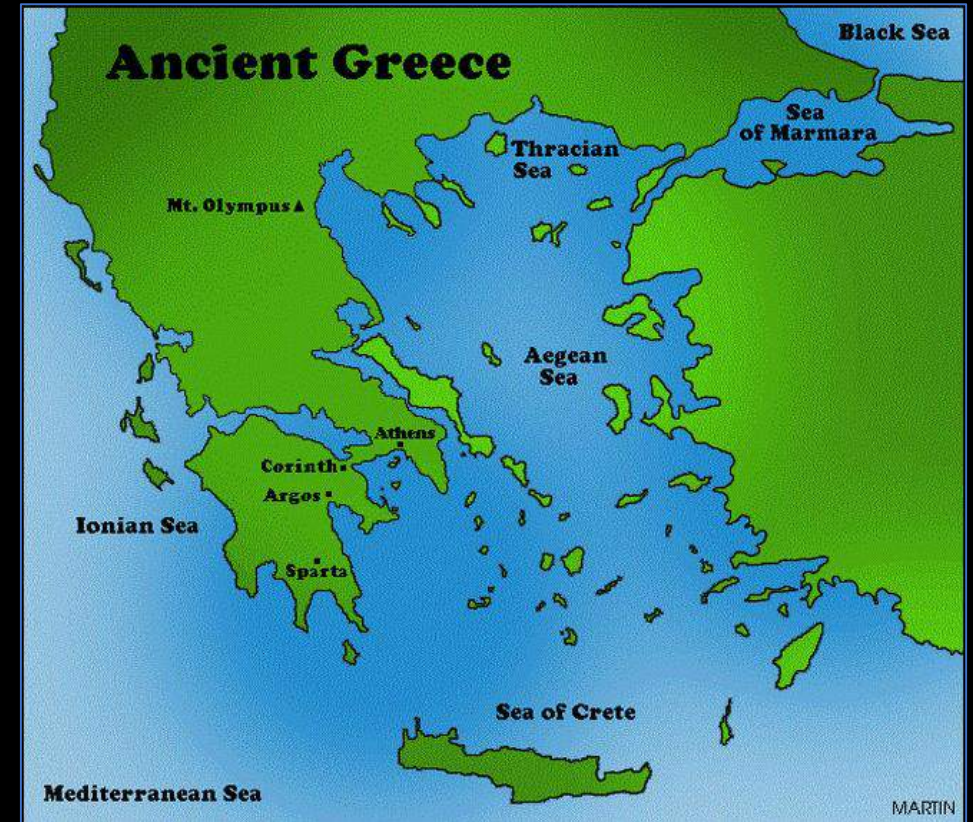 Black Sea
Ancient Greece
Sea
of Marmara
Thracian
Sea
Mt. Olympus
Aegean
Sea
Athens
Corinth
Argos
Ionian Sea
Sparta
Sea of Crete
Mediterranean Sea
MARTIN